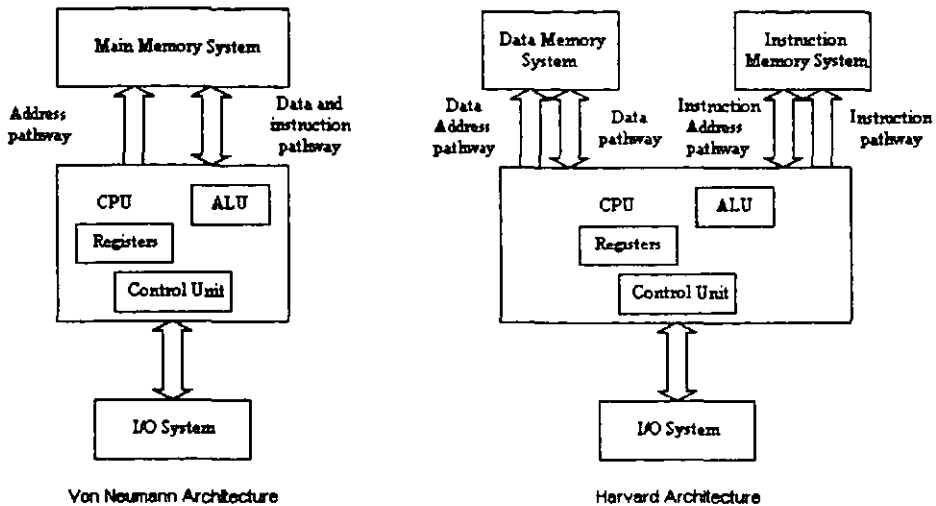 Main Memory System
Address
pathway
Data and
instruction
pathway
CPU
ALU
Registers
Control Unit
I/O System
Von Neumann Architecture
Data Memory
System
Instruction
Memory System
Data
Address
pathway
Data
pathway
Instruction
Address
pathway
Instruction
pathway
CPU
ALU
Registers
Control Unit
I/O System
Harvard Architecture